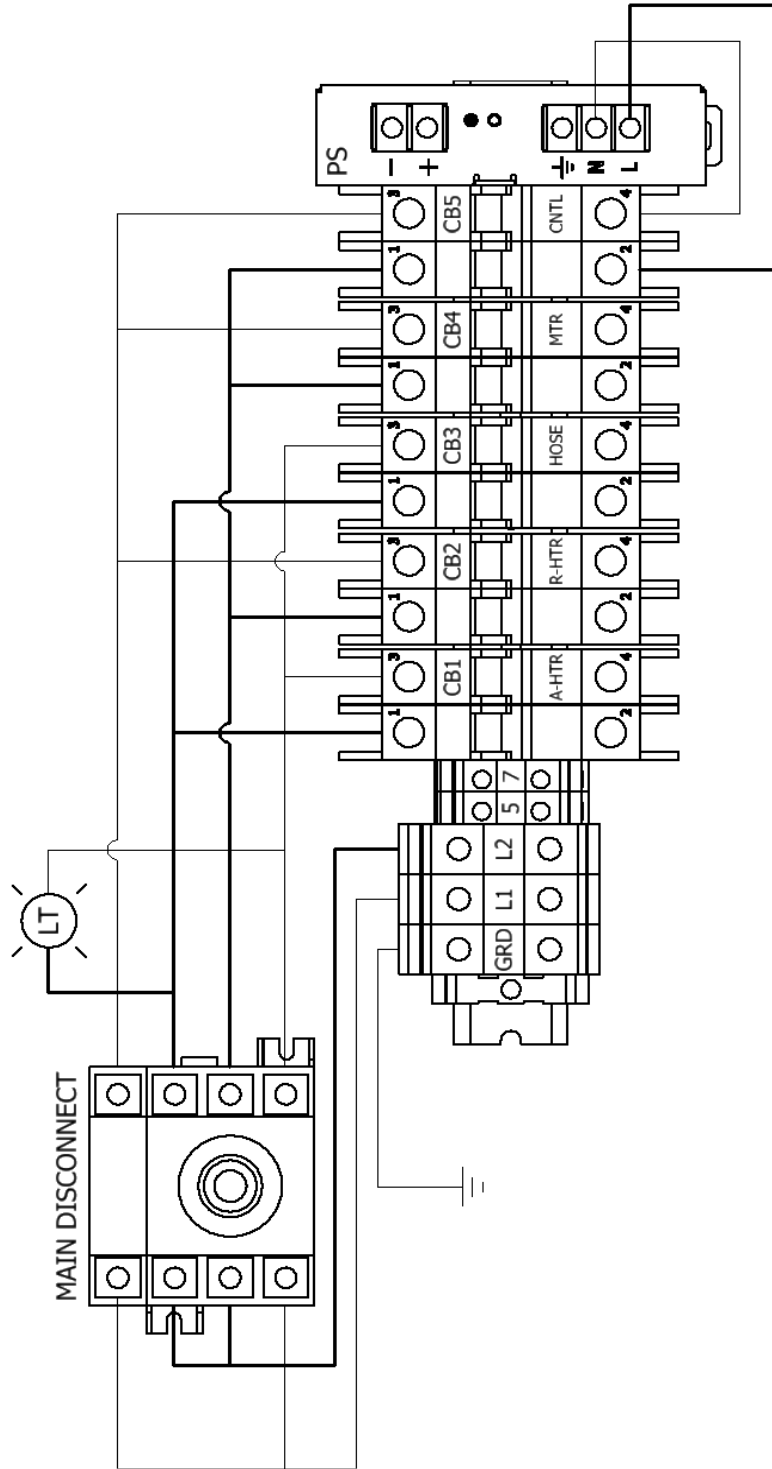 PS
-
+
N
L
3
CB5
CNTL
4
1
2
3
CB4
MTR
4
1
2
3
CB3
HOSE
4
1
2
3
CB2
R-HTR
4
1
2
3
CB1
A-HTR
4
1
2
7
5
L2
L1
GRD
LT
MAIN DISCONNECT